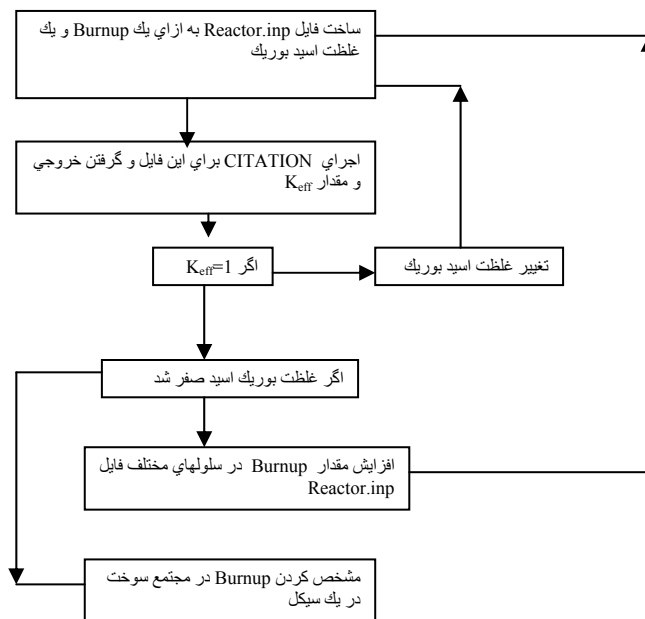 ساخت فايل Reactor.inp به ازاي يك Burnup و يك
غلظت اسيد بوريك
اجراي CITATION براي اين فايل و گرفتن خروجي
و مقدار Keff
اگر Keff=1
تغيير غلظت اسيد بوريك
اگر غلظت بوريك اسيد صفر شد
افزايش مقدار Burnup در سلولهاي مختلف فايل
Reactor.inp
مشخص كردن Burnup در مجتمع سوخت
در يك سيكل